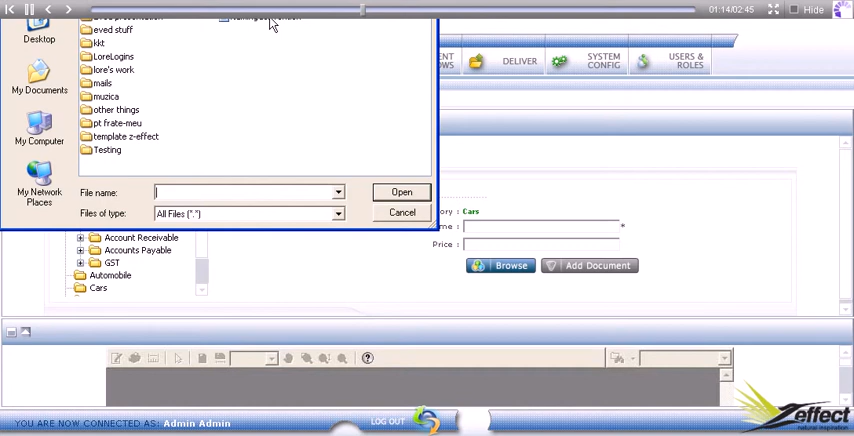 01:14/02:45
Hide
Desktop
eved stuff
kkt
LoreLogins
lore's work
mails
muzica
other things
pt frate-meu
template z-effect
Testing
My Documents
My Computer
My Network
Places
File name:
Open
Files of type:
All Files (*.*)
Cancel
DELIVER
SYSTEM
CONFIG
USERS &
ROLES
Cars
Price :
*
Browse
Add Document
Account Receivable
Accounts Payable
GST
Automobile
Cars
YOU ARE NOW CONNECTED AS: Admin Admin
LOG OUT
Zeffect
natural inspiration